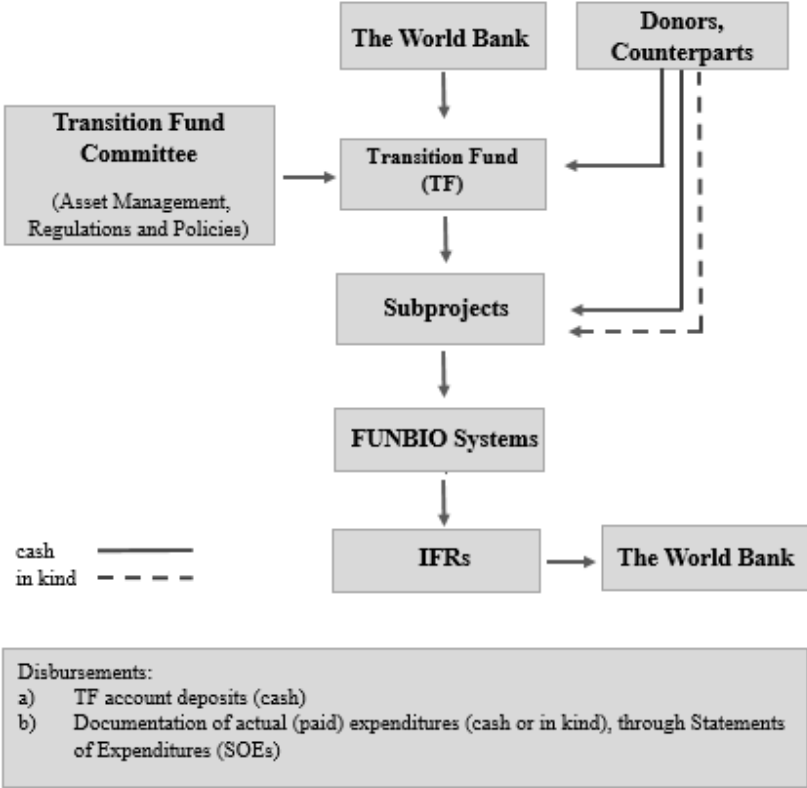 The World Bank
Donors,
Counterparts
Transition Fund
Committee
(Asset Management,
Regulations and Policies)
Transition Fund
(TF)
Subprojects
FUNBIO Systems
IFRs
The World Bank
cash
in kind
Disbursements:
a) TF account deposits (cash)
b) Documentation of actual (paid) expenditures (cash or in kind), through Statements
of Expenditures (SOEs)